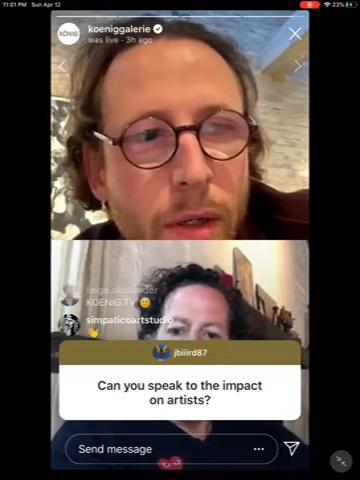 11:01 PM Sun Apr 12
23%
KÖNIG
koeniggalerie
was live · 3h ago
KOENIG.TV 😊
simpaticoartstudio
👋
jbiiird87
Can you speak to the impact
on artists?
Send message